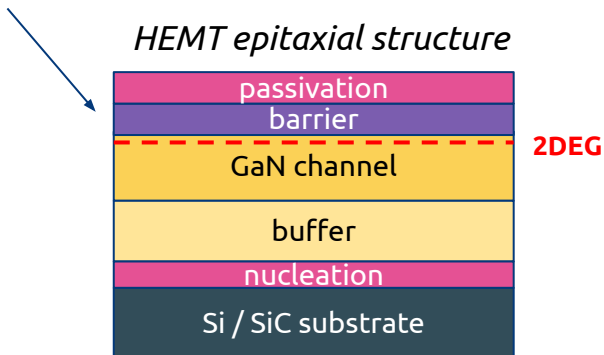 HEMT epitaxial structure
passivation
barrier
2DEG
GaN channel
buffer
nucleation
Si / SiC substrate